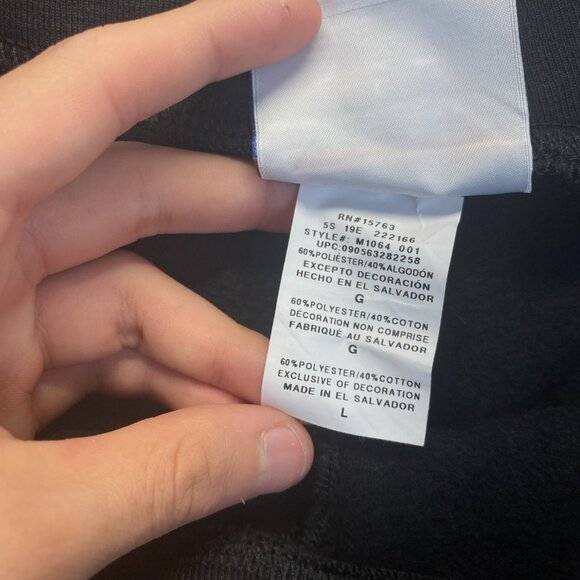 RN#15763
5S 19E 222166
STYLE#: M1064 001
UPC:090563282258
60%POLIÉSTER/40%ALGODÓN
EXCEPTO DECORACIÓN
HECHO EN EL SALVADOR
G
60%POLYESTER/40%COTON
DÉCORATION NON COMPRISE
FABRIQUÉ AU SALVADOR
G
60%POLYESTER/40%COTTON
EXCLUSIVE OF DECORATION
MADE IN EL SALVADOR
L